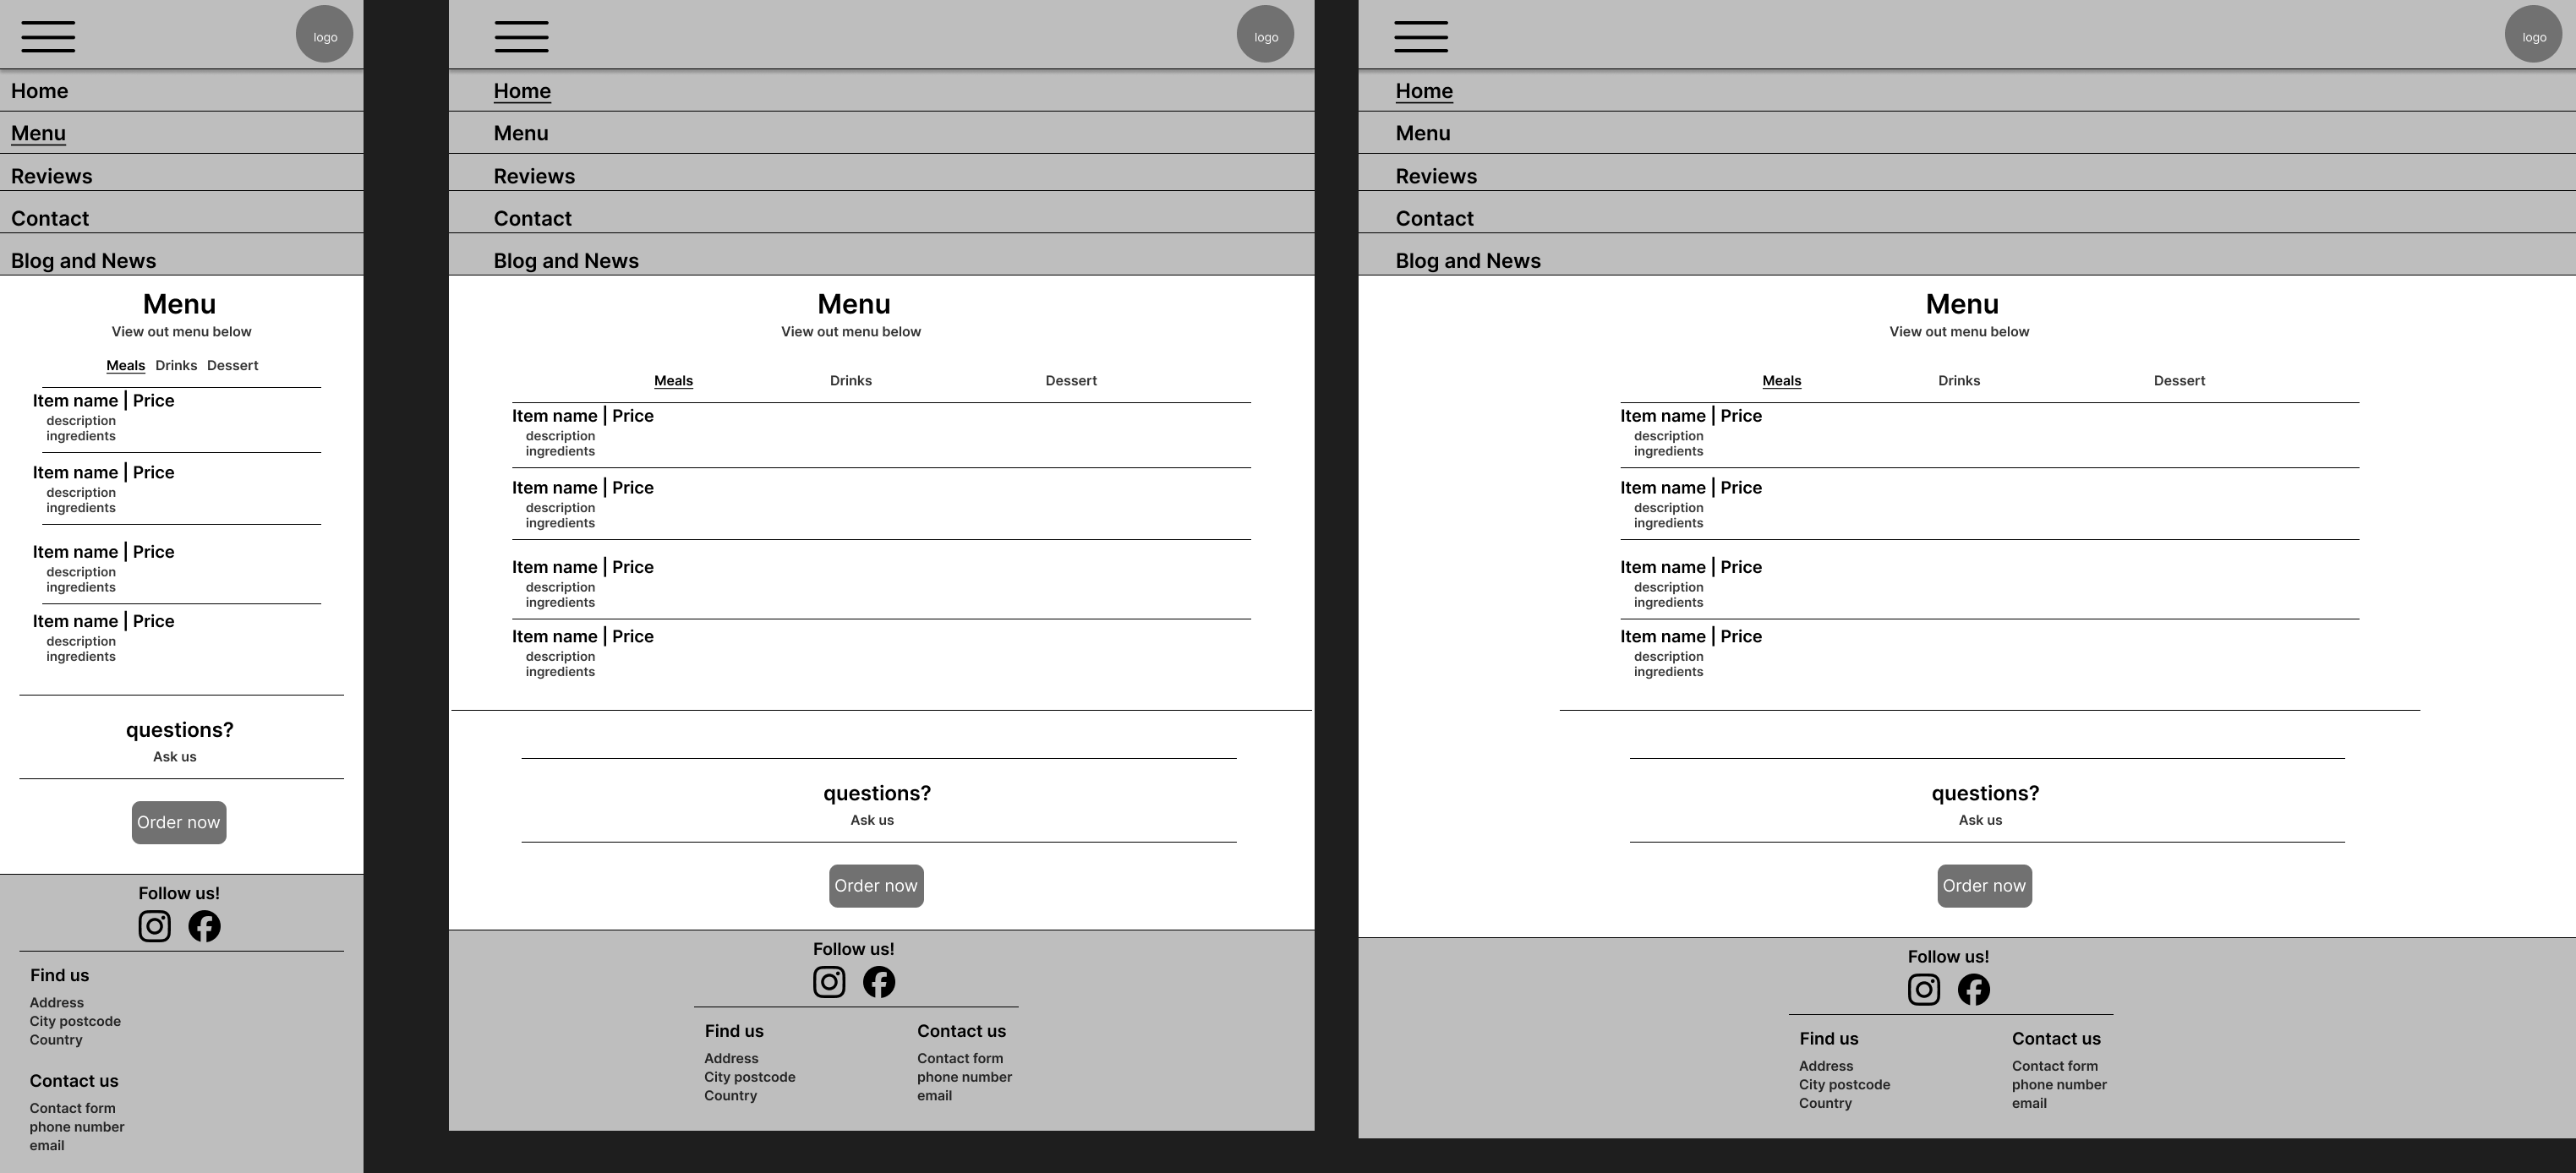 logo
Home
Menu
Reviews
Contact
Blog and News
Menu
View out menu below
Meals Drinks Dessert
Item name | Price
description
ingredients
Item name | Price
description
ingredients
Item name | Price
description
ingredients
Item name | Price
description
ingredients
questions?
Ask us
Order now
Follow us!
Find us
Address
City postcode
Country
Contact us
Contact form
phone number
email
logo
Home
Menu
Reviews
Contact
Blog and News
Menu
View out menu below
Meals Drinks Dessert
Item name | Price
description
ingredients
Item name | Price
description
ingredients
Item name | Price
description
ingredients
Item name | Price
description
ingredients
questions?
Ask us
Order now
Follow us!
Find us
Address
City postcode
Country
Contact us
Contact form
phone number
email
logo
Home
Menu
Reviews
Contact
Blog and News
Menu
View out menu below
Meals Drinks Dessert
Item name | Price
description
ingredients
Item name | Price
description
ingredients
Item name | Price
description
ingredients
Item name | Price
description
ingredients
questions?
Ask us
Order now
Follow us!
Find us
Address
City postcode
Country
Contact us
Contact form
phone number
email